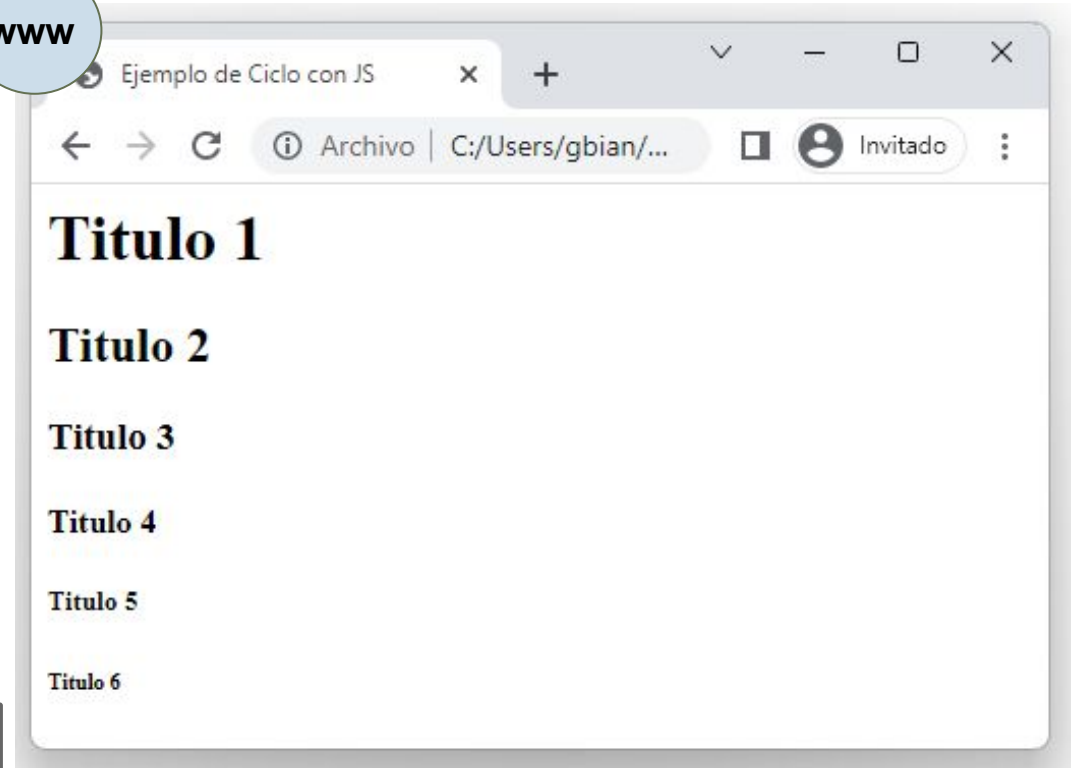 www
Ejemplo de Ciclo con JS
Archivo | C:/Users/gbian/... Invitado
Titulo 1
Titulo 2
Titulo 3
Titulo 4
Titulo 5
Titulo 6